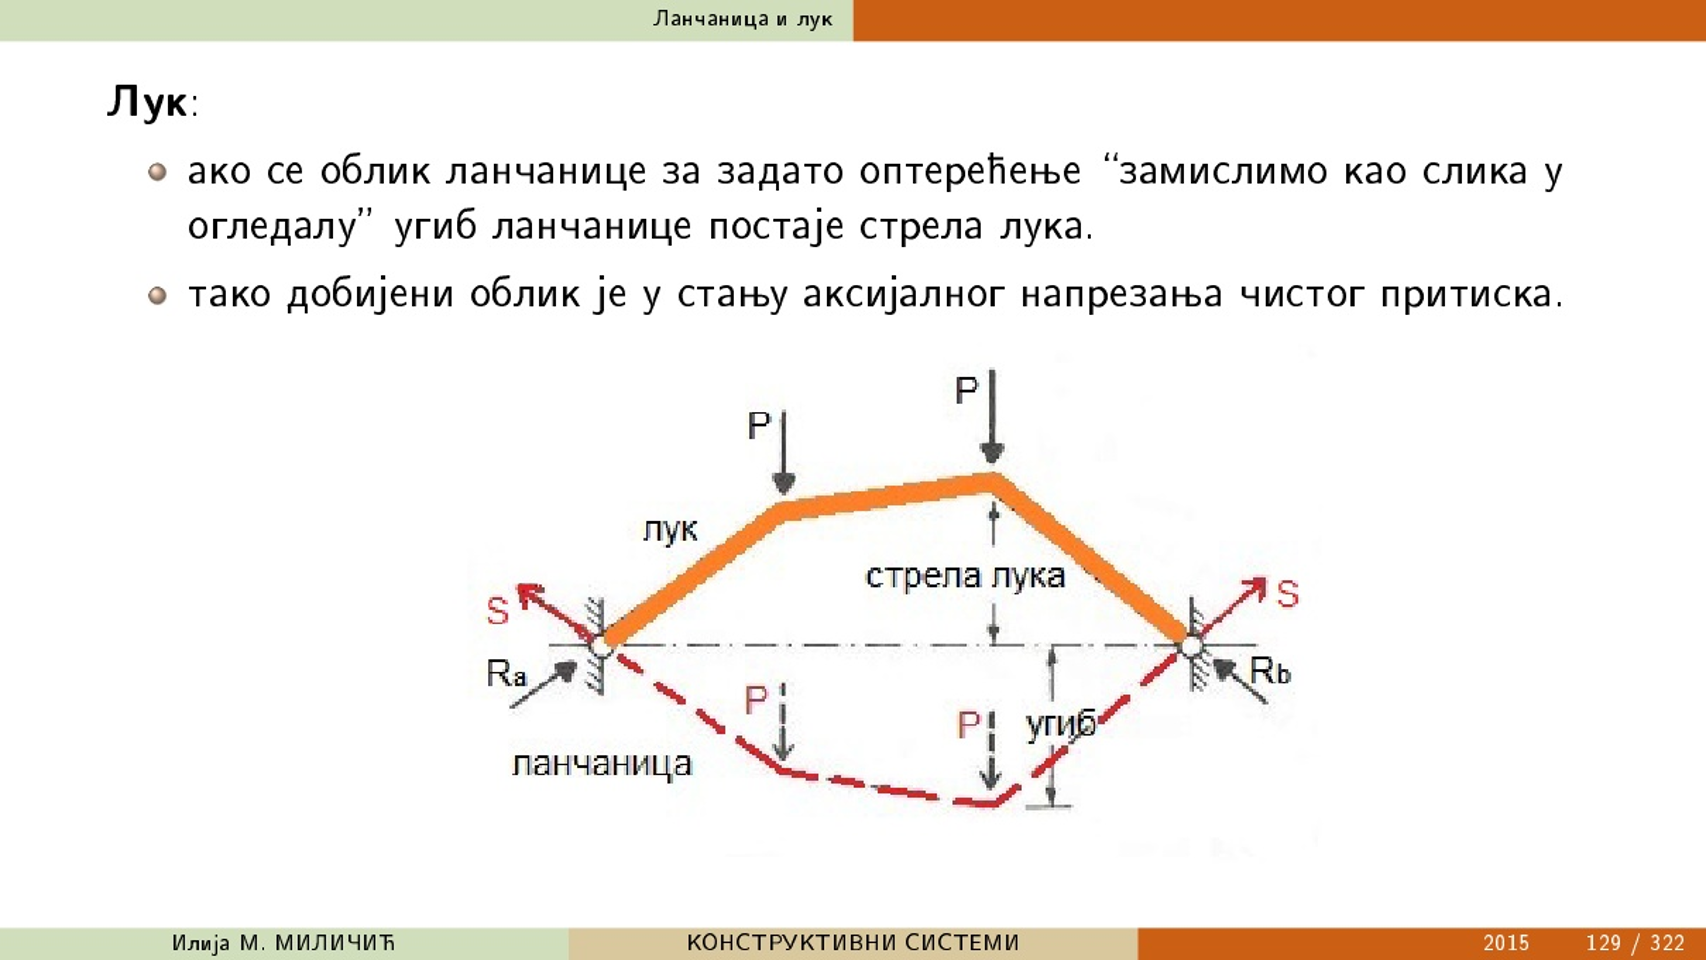 Ланчаница и лук
Лук:
ако се облик ланчанице за задато оптерећење “замислимо као слика у
огледалу” угиб ланчанице постаје стрела лука.
тако добијени облик је у стању аксијалног напрезања чистог притиска.
P
P
лук
стрела лука
S
S
Ra
Rb
P
P
угиб
ланчаница
Илија М. МИЛИЧИЋ
КОНСТРУКТИВНИ СИСТЕМИ
2015
129 / 322